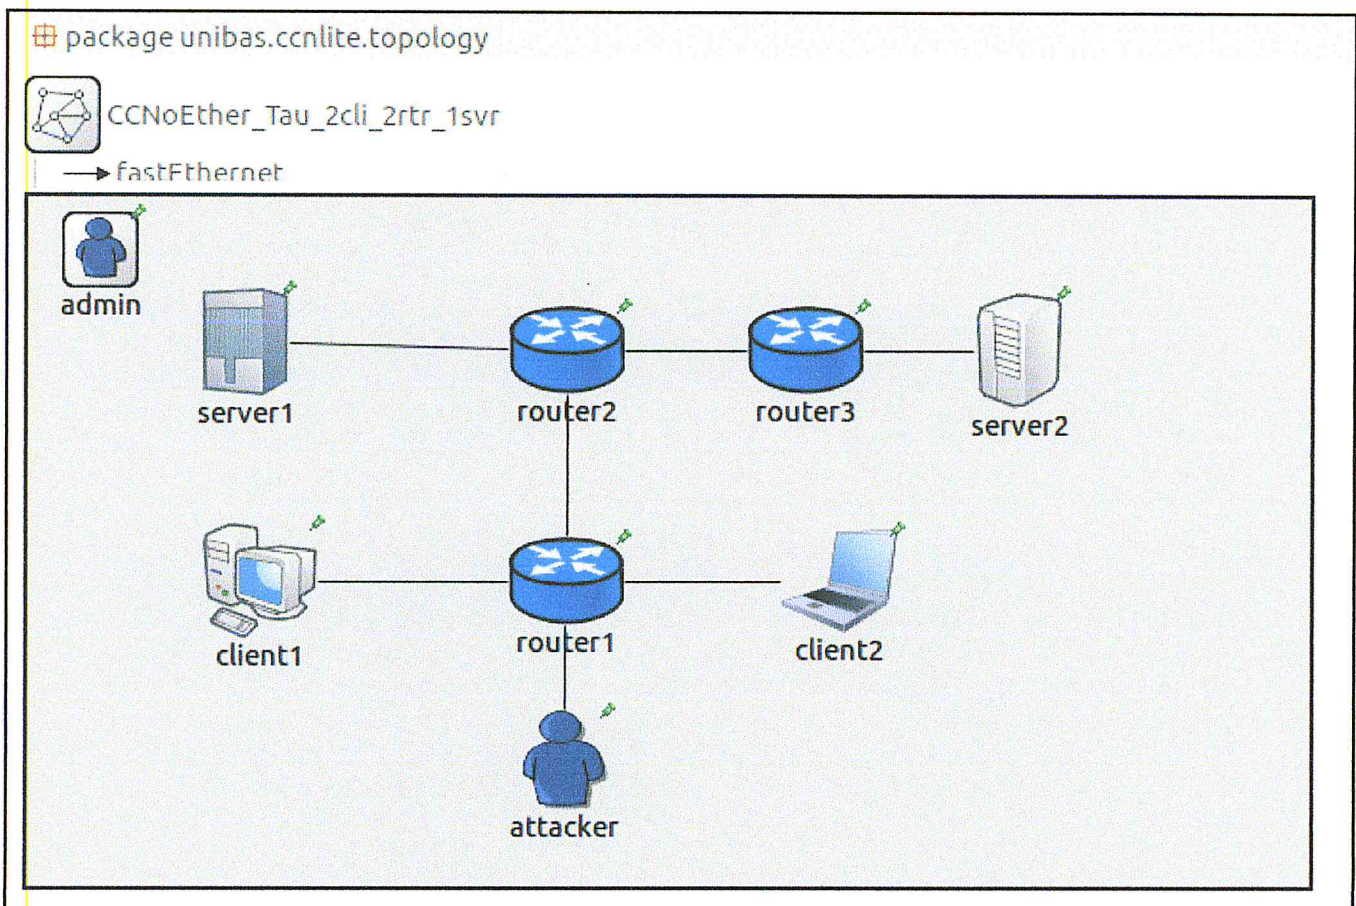 package unibas.ccnlite.topology
CCNoEther_Tau_2cli_2rtr_1svr
fastEthernet
admin
server1
router2
router3
server2
client1
router1
client2
attacker